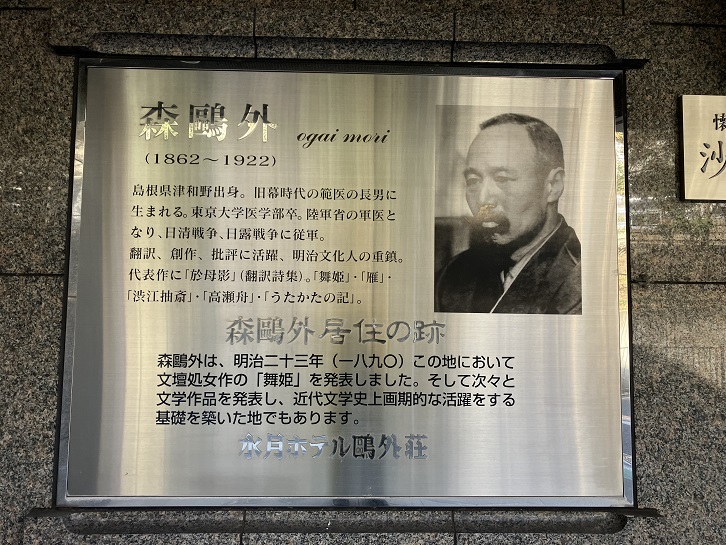 森鷗外 ogai mori
(1862～1922)
島根県津和野出身。旧幕時代の範医の長男に
生まれる。東京大学医学部卒。陸軍省の軍医と
なり、日清戦争、日露戦争に従軍。
翻訳、創作、批評に活躍、明治文化人の重鎮。
代表作に「於母影」(翻訳詩集)。「舞姫」・「雁」・
「渋江抽斎」・「高瀬舟」・「うたかたの記」。
森鷗外居住の跡
森鷗外は、明治二十三年（一八九〇）この地において
文壇処女作の「舞姫」を発表しました。そして次々と
文学作品を発表し、近代文学史上画期的な活躍をする
基礎を築いた地でもあります。
水月ホテル鷗外荘
懐
沙